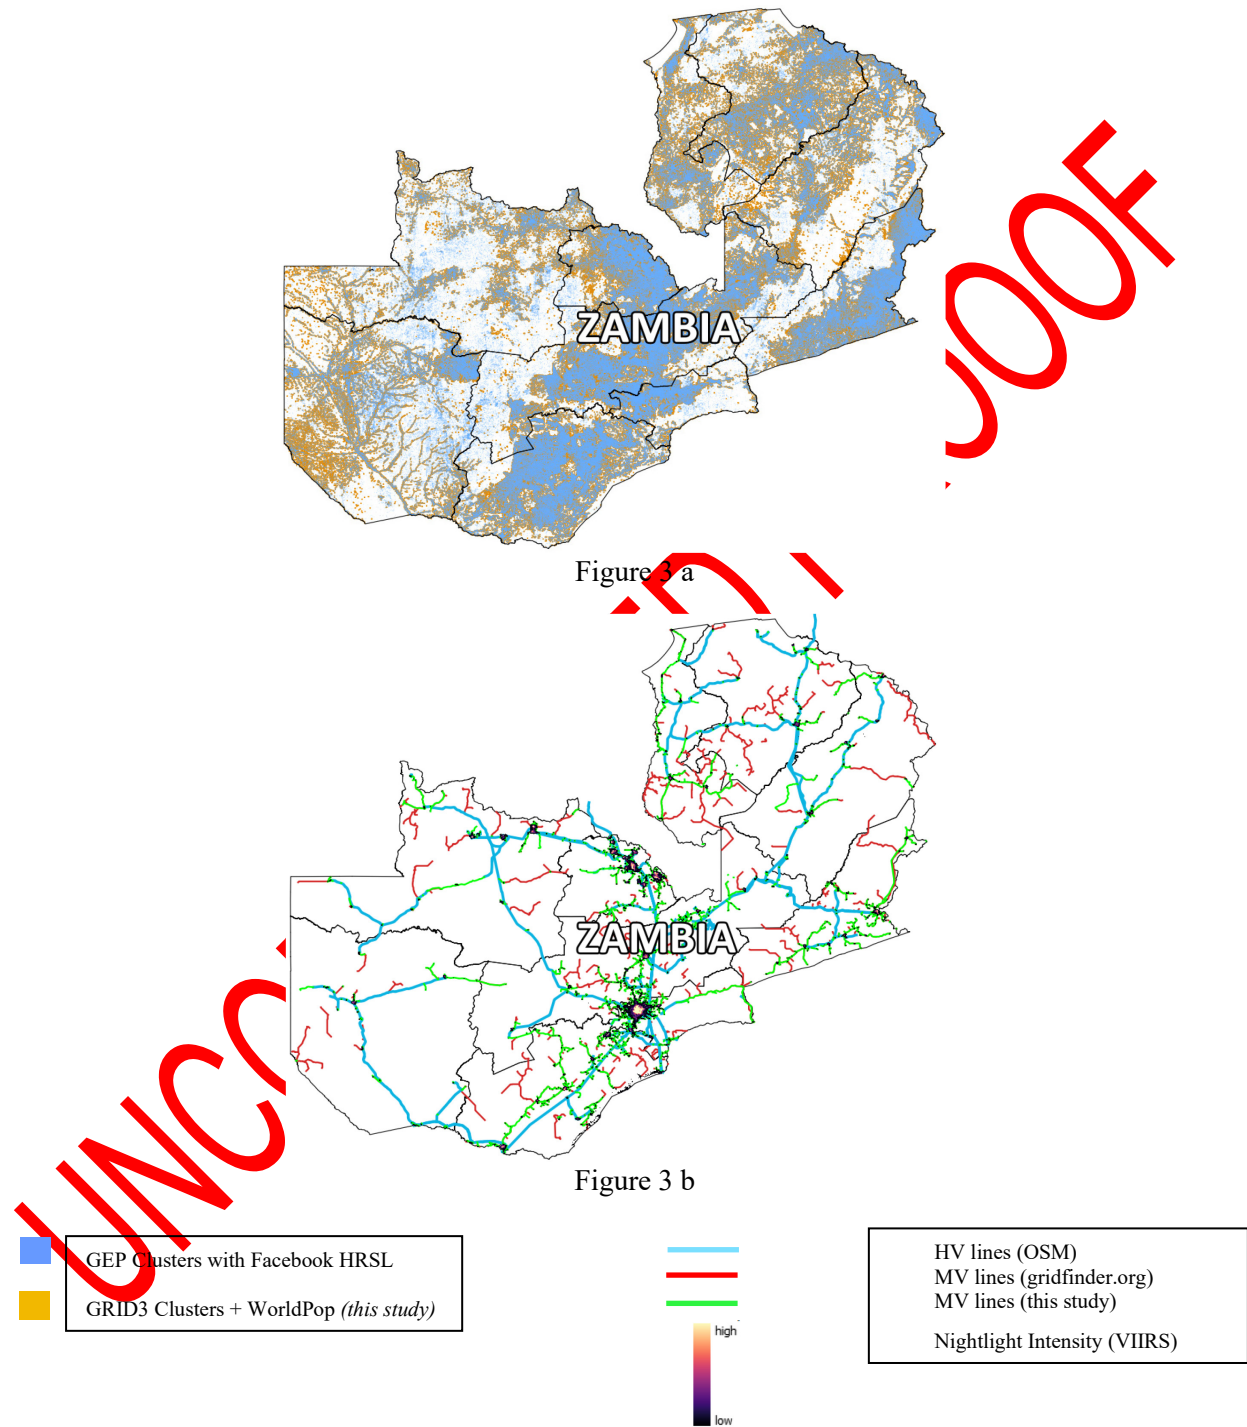 ZAMBIA
Figure 3 a
ZAMBIA
Figure 3 b
GEP Clusters with Facebook HRSL
GRID3 Clusters + WorldPop (this study)
HV lines (OSM)
MV lines (gridfinder.org)
MV lines (this study)
high
Nightlight Intensity (VIIRS)
low